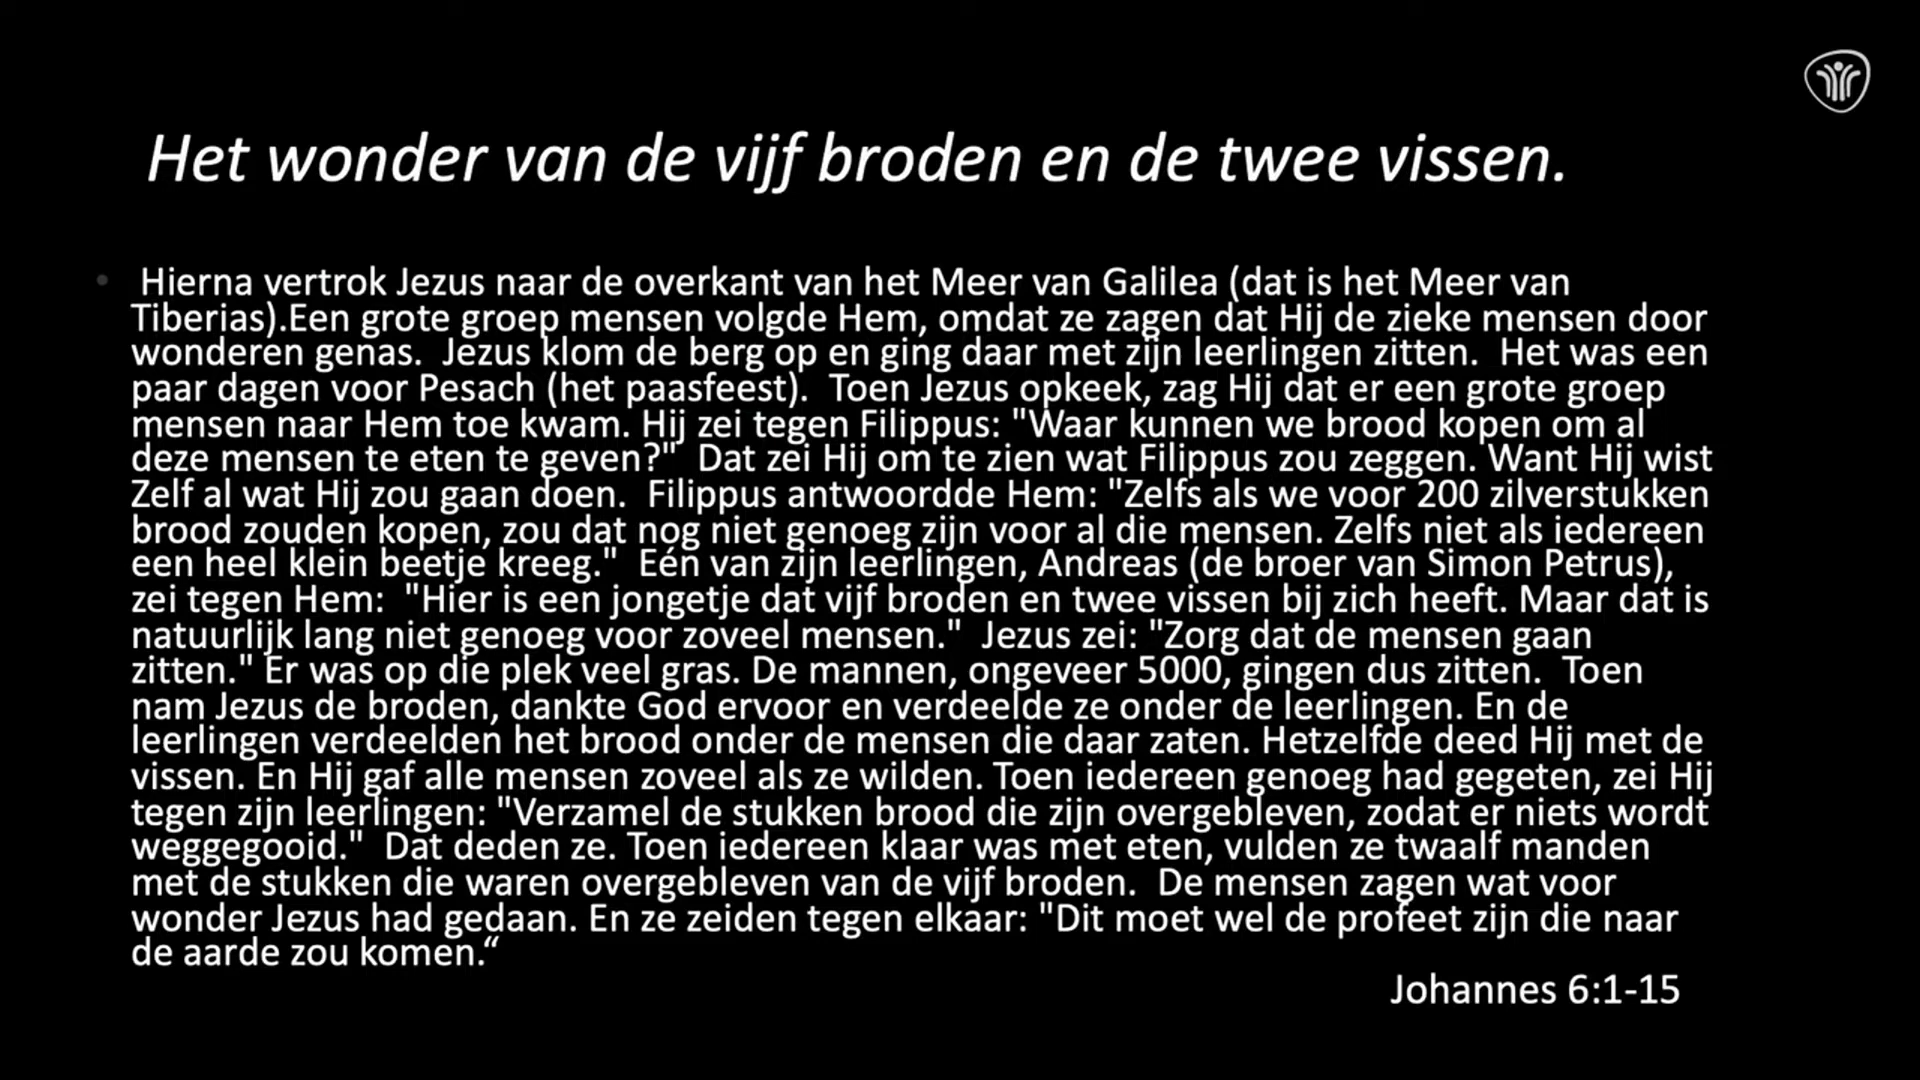 Het wonder van de vijf broden en de twee vissen.
• Hierna vertrok Jezus naar de overkant van het Meer van Galilea (dat is het Meer van
Tiberias).Een grote groep mensen volgde Hem, omdat ze zagen dat Hij de zieke mensen door
wonderen genas.  Jezus klom de berg op en ging daar met zijn leerlingen zitten.  Het was een
paar dagen voor Pesach (het paasfeest).  Toen Jezus opkeek, zag Hij dat er een grote groep
mensen naar Hem toe kwam. Hij zei tegen Filippus: "Waar kunnen we brood kopen om al
deze mensen te eten te geven?"  Dat zei Hij om te zien wat Filippus zou zeggen. Want Hij wist
Zelf al wat Hij zou gaan doen.  Filippus antwoordde Hem: "Zelfs als we voor 200 zilverstukken
brood zouden kopen, zou dat nog niet genoeg zijn voor al die mensen. Zelfs niet als iedereen
een heel klein beetje kreeg."  Eén van zijn leerlingen, Andreas (de broer van Simon Petrus),
zei tegen Hem:  "Hier is een jongetje dat vijf broden en twee vissen bij zich heeft. Maar dat is
natuurlijk lang niet genoeg voor zoveel mensen."  Jezus zei: "Zorg dat de mensen gaan
zitten." Er was op die plek veel gras. De mannen, ongeveer 5000, gingen dus zitten.  Toen
nam Jezus de broden, dankte God ervoor en verdeelde ze onder de leerlingen. En de
leerlingen verdeelden het brood onder de mensen die daar zaten. Hetzelfde deed Hij met de
vissen. En Hij gaf alle mensen zoveel als ze wilden. Toen iedereen genoeg had gegeten, zei Hij
tegen zijn leerlingen: "Verzamel de stukken brood die zijn overgebleven, zodat er niets wordt
weggegooid."  Dat deden ze. Toen iedereen klaar was met eten, vulden ze twaalf manden
met de stukken die waren overgebleven van de vijf broden.  De mensen zagen wat voor
wonder Jezus had gedaan. En ze zeiden tegen elkaar: "Dit moet wel de profeet zijn die naar
de aarde zou komen.“
Johannes 6:1-15